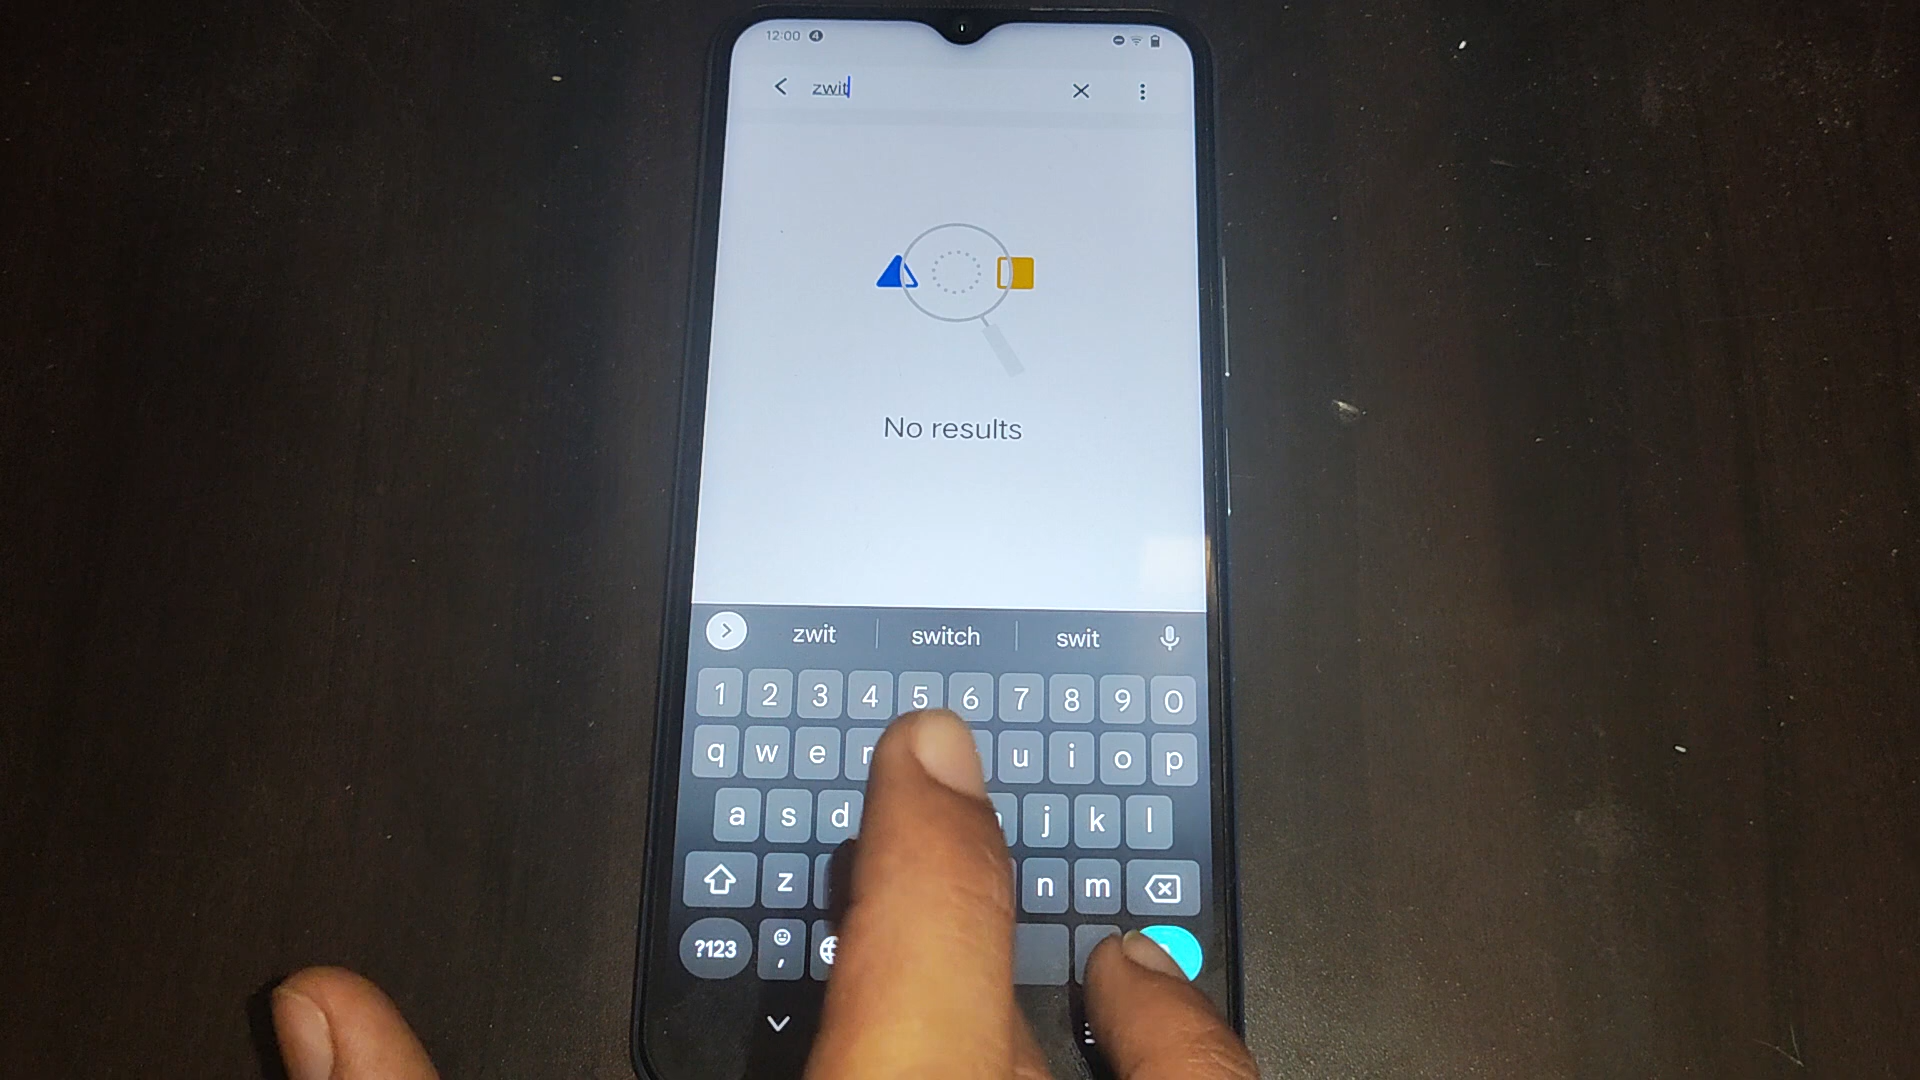 12:00 4
zwit
No results
zwit switch swit
1 2 3 4 5 6 7 8 9 0
q w e r u i o p
a s d j k l
z n m
?123 ,